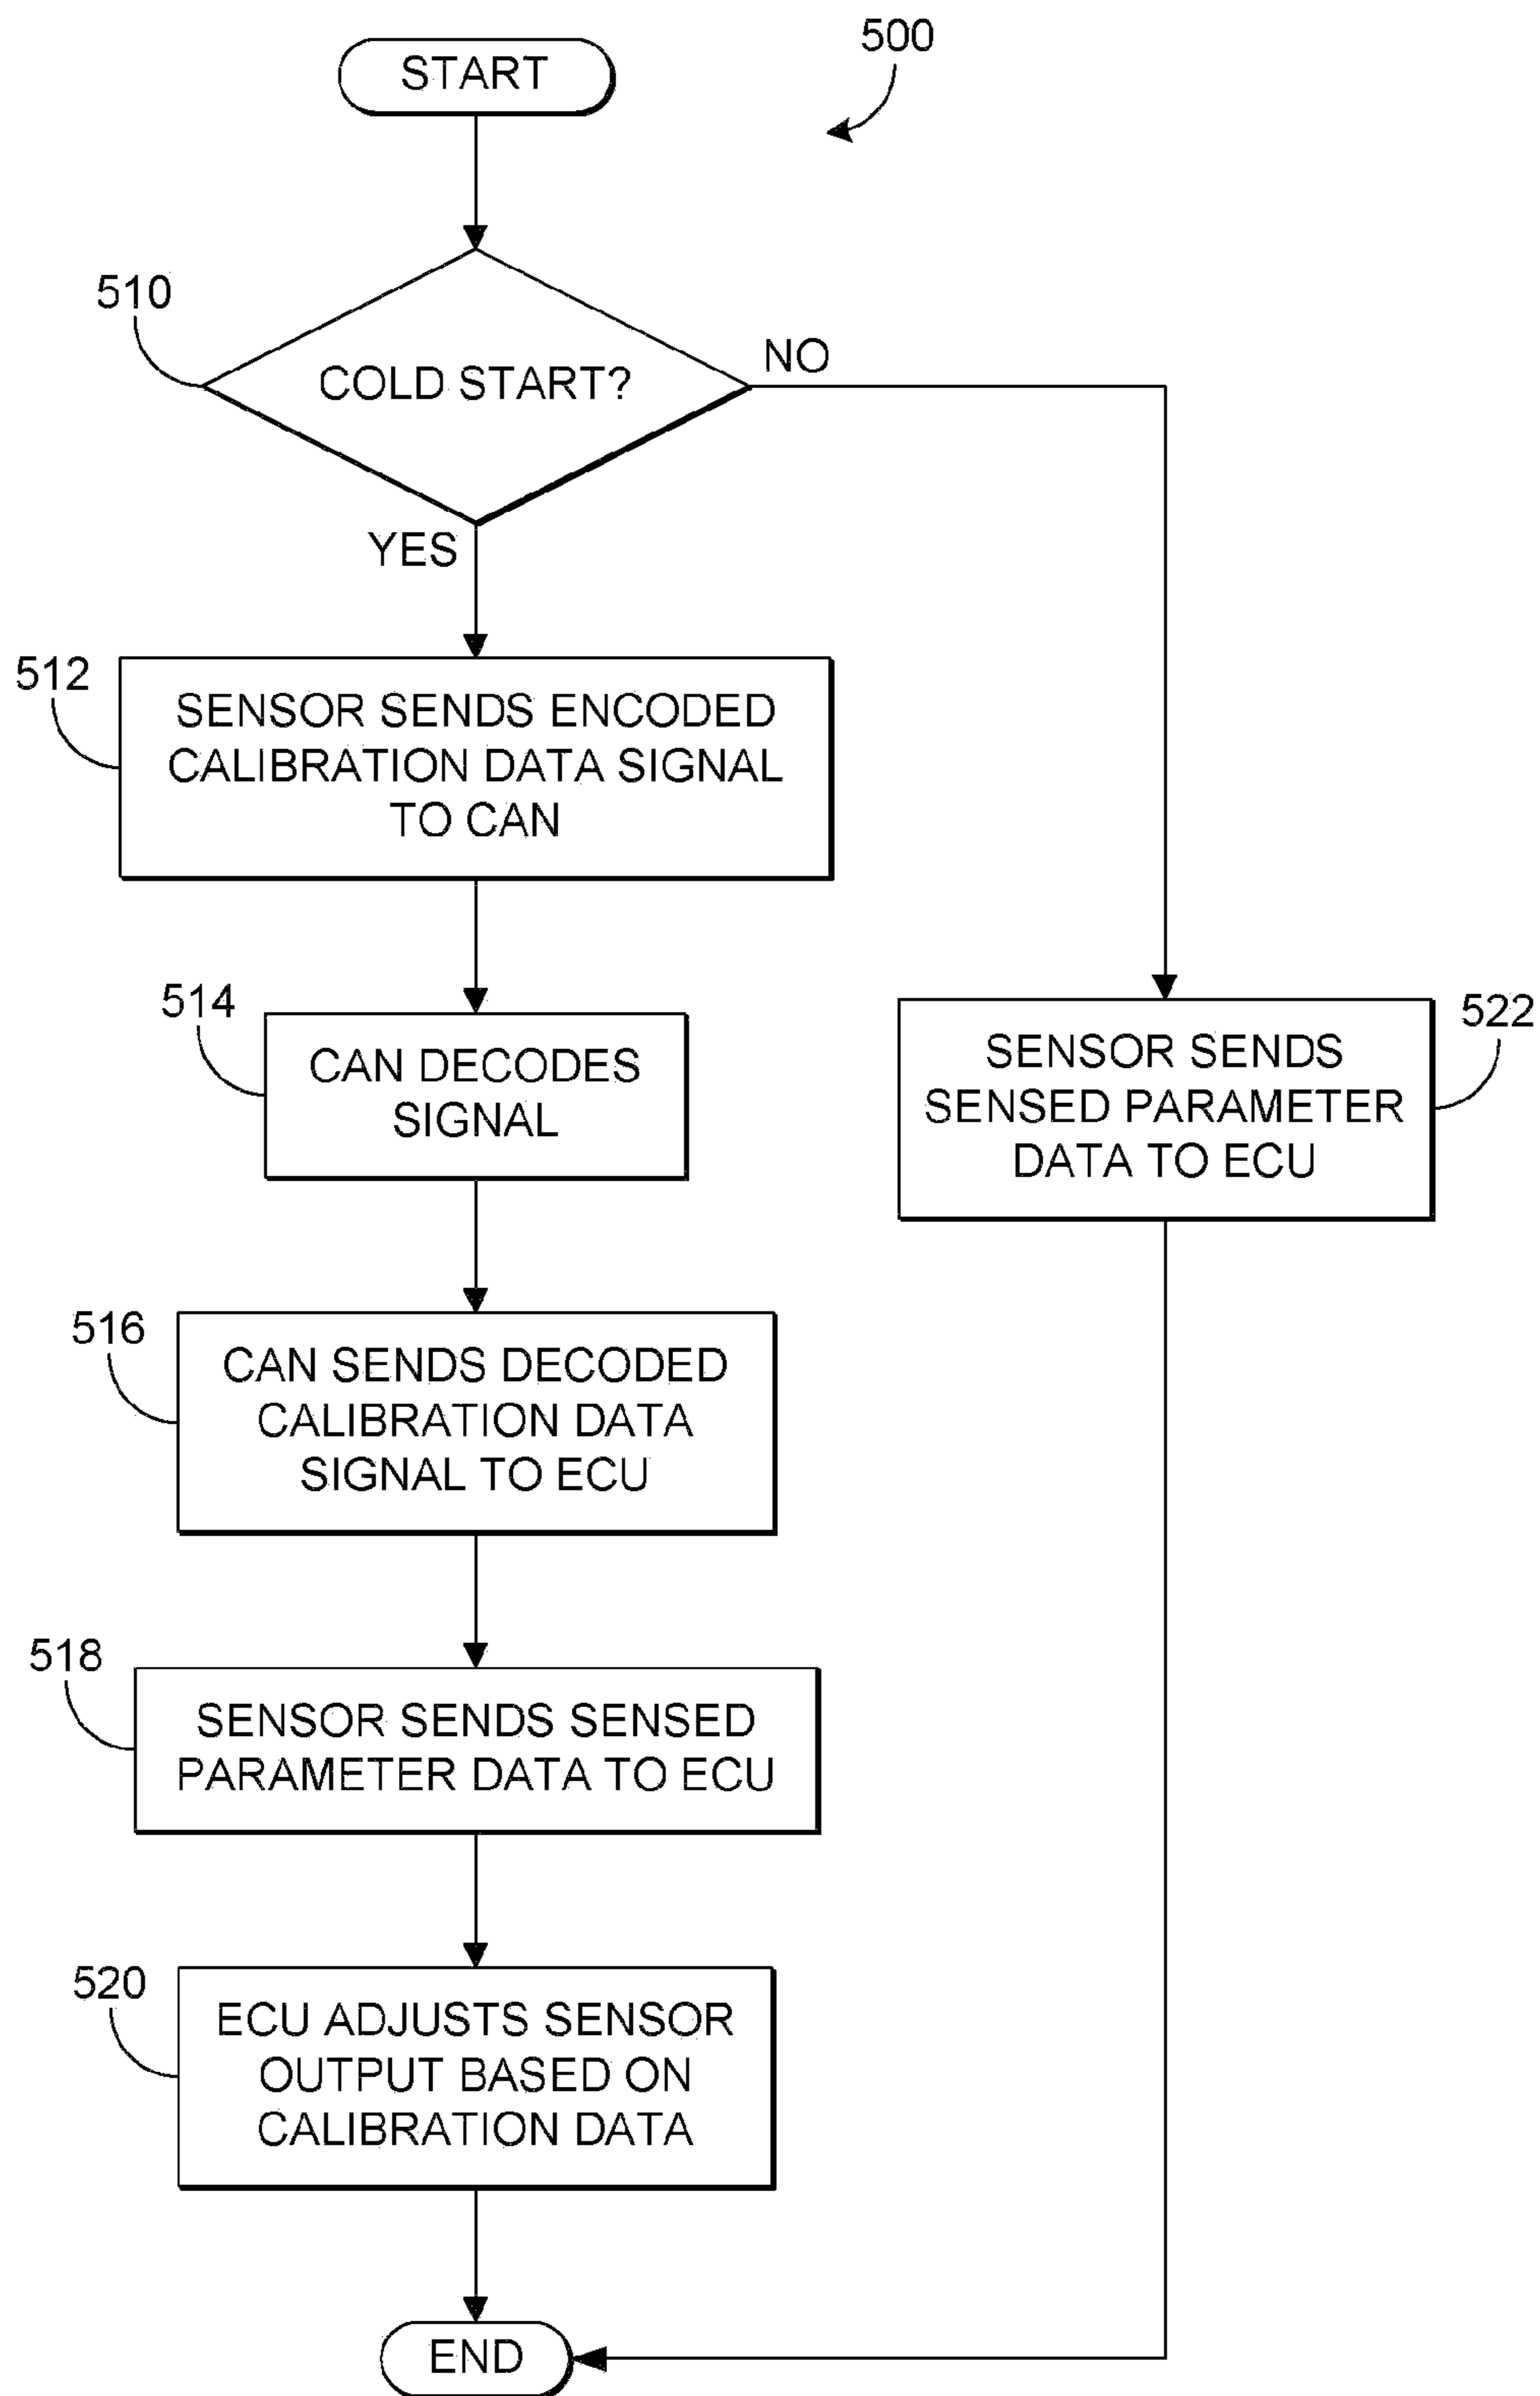 START
500
510
COLD START?
NO
YES
512
SENSOR SENDS ENCODED
CALIBRATION DATA SIGNAL
TO CAN
514
CAN DECODES
SIGNAL
522
SENSOR SENDS
SENSED PARAMETER
DATA TO ECU
516
CAN SENDS DECODED
CALIBRATION DATA
SIGNAL TO ECU
518
SENSOR SENDS SENSED
PARAMETER DATA TO ECU
520
ECU ADJUSTS SENSOR
OUTPUT BASED ON
CALIBRATION DATA
END